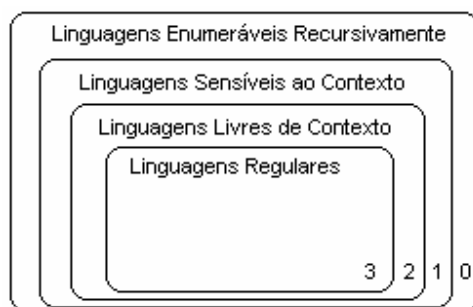 Linguagens Enumeráveis Recursivamente
Linguagens Sensíveis ao Contexto
Linguagens Livres de Contexto
Linguagens Regulares
3 2 1 0